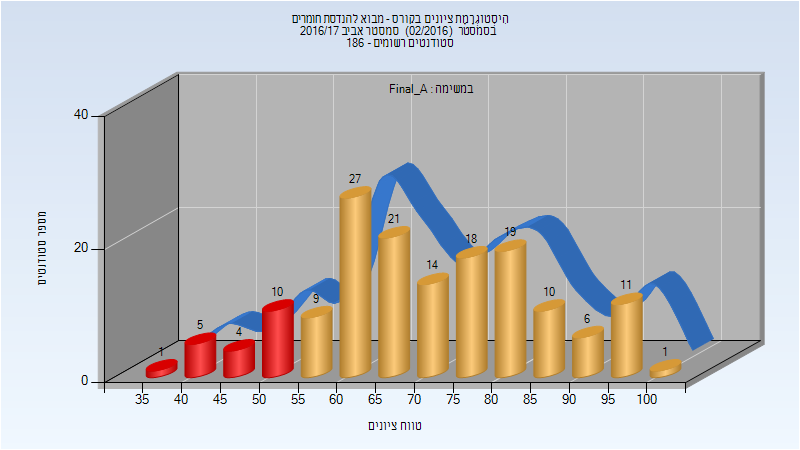 היסטוגרמת ציונים בקורס - מבוא להנדסת חומרים
בסמסטר (02/2016) סמסטר אביב 2016/17
סטודנטים רשומים - 186
במשימה : Final_A
מספר סטודנטים
40
20
0
1
5
4
10
9
27
21
14
18
19
10
6
11
1
35 40 45 50 55 60 65 70 75 80 85 90 95 100
טווח ציונים